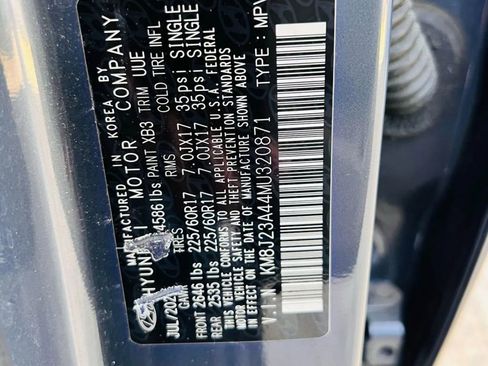 MANUFACTURED IN KOREA BY
HYUNDAI MOTOR COMPANY
JUL/202 4586 lbs PAINT XB3 TRIM UUE
GAWR TIRES RIMS COLD TIRE INFL
FRONT 2646 lbs 225/60R17 7.0JX17 35psi SINGLE
REAR 2535 lbs 225/60R17 7.0JX17 35psi SINGLE
THIS VEHICLE CONFORMS TO ALL APPLICABLE U.S.A. FEDERAL
MOTOR VEHICLE SAFETY AND THEFT PREVENTION STANDARDS
IN EFFECT ON THE DATE OF MANUFACTURE SHOWN ABOVE
V.I.N : KM8J23A44MU320871 TYPE : MPV